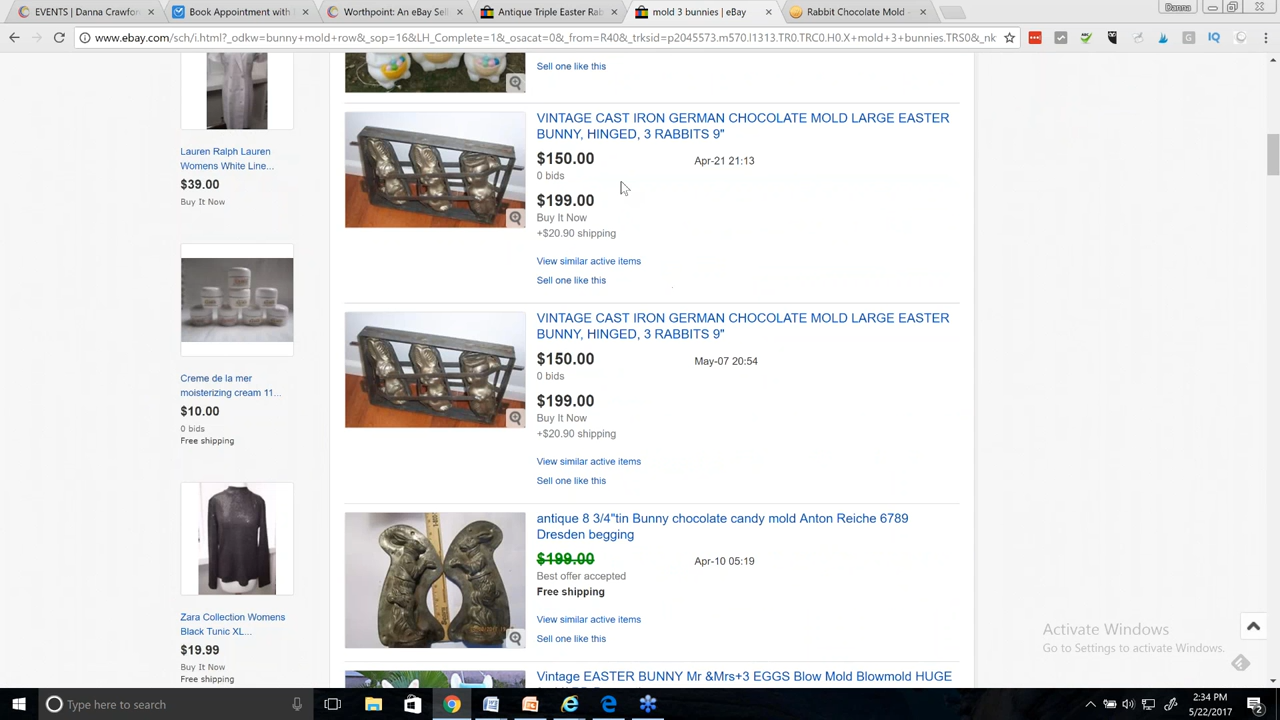 Danna
EVENTS | Danna Crawford
Book Appointment with
Worthpoint: An eBay Sell
Antique Triple Easter Rab
mold 3 bunnies | eBay
Rabbit Chocolate Mold -
www.ebay.com/sch/i.html?_odkw=bunny+mold+row&_sop=16&LH_Complete=1&_osacat=0&_from=R40&_trksid=p2045573.m570.l1313.TR0.TRC0.H0.X+mold+3+bunnies.TRS0&_nk
Sell one like this
Lauren Ralph Lauren
Womens White Line...
$39.00
Buy It Now
Creme de la mer
moisterizing cream 11...
$10.00
0 bids
Free shipping
Zara Collection Womens
Black Tunic XL...
$19.99
Buy It Now
Free shipping
VINTAGE CAST IRON GERMAN CHOCOLATE MOLD LARGE EASTER
BUNNY, HINGED, 3 RABBITS 9"
$150.00 Apr-21 21:13
0 bids
$199.00
Buy It Now
+$20.90 shipping
View similar active items
Sell one like this
VINTAGE CAST IRON GERMAN CHOCOLATE MOLD LARGE EASTER
BUNNY, HINGED, 3 RABBITS 9"
$150.00 May-07 20:54
0 bids
$199.00
Buy It Now
+$20.90 shipping
View similar active items
Sell one like this
antique 8 3/4"tin Bunny chocolate candy mold Anton Reiche 6789
Dresden begging
$199.00 Apr-10 05:19
Best offer accepted
Free shipping
View similar active items
Sell one like this
Vintage EASTER BUNNY Mr &Mrs+3 EGGS Blow Mold Blowmold HUGE
Activate Windows
Go to Settings to activate Windows.
Type here to search
2:34 PM
5/22/2017